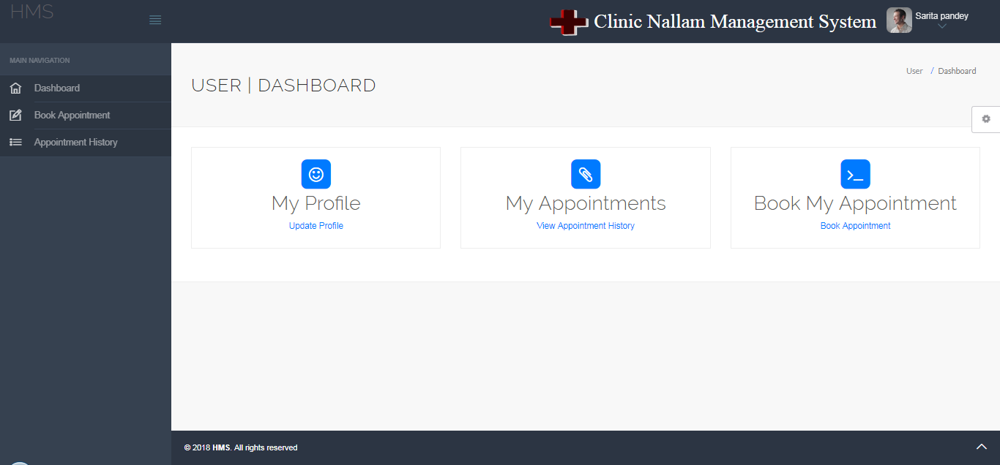 HMS
Clinic Nallam Management System
Sarita pandey
MAIN NAVIGATION
Dashboard
Book Appointment
Appointment History
USER | DASHBOARD
User / Dashboard
My Profile
Update Profile
My Appointments
View Appointment History
Book My Appointment
Book Appointment
© 2018 HMS. All rights reserved